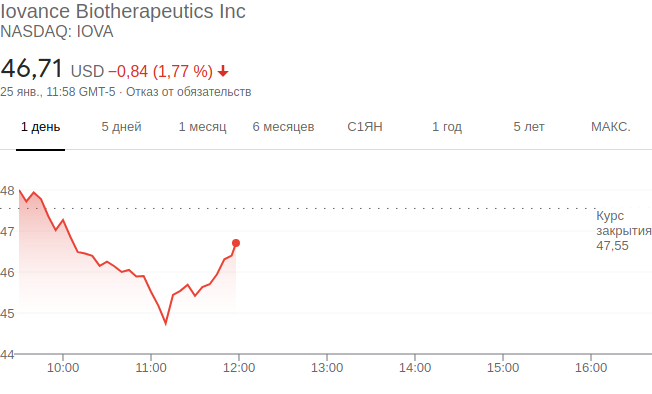 Iovance Biotherapeutics Inc
NASDAQ: IOVA
46,71 USD −0,84 (1,77 %)
25 янв., 11:58 GMT-5 · Отказ от обязательств
1 день 5 дней 1 месяц 6 месяцев С1ЯН 1 год 5 лет МАКС.
48
Курс
47 закрытия
47,55
46
45
44
10:00 11:00 12:00 13:00 14:00 15:00 16:00